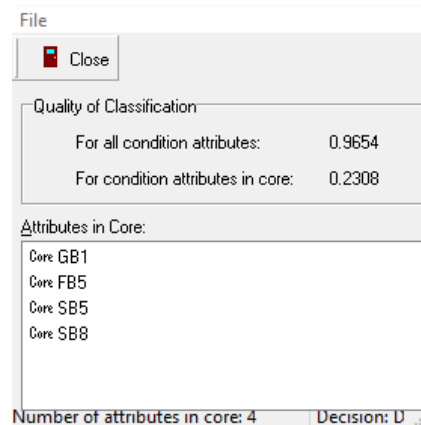 File
Close
Quality of Classification
For all condition attributes: 0.9654
For condition attributes in core: 0.2308
Attributes in Core:
Core GB1
Core FB5
Core SB5
Core SB8
Number of attributes in core: 4 Decision: D